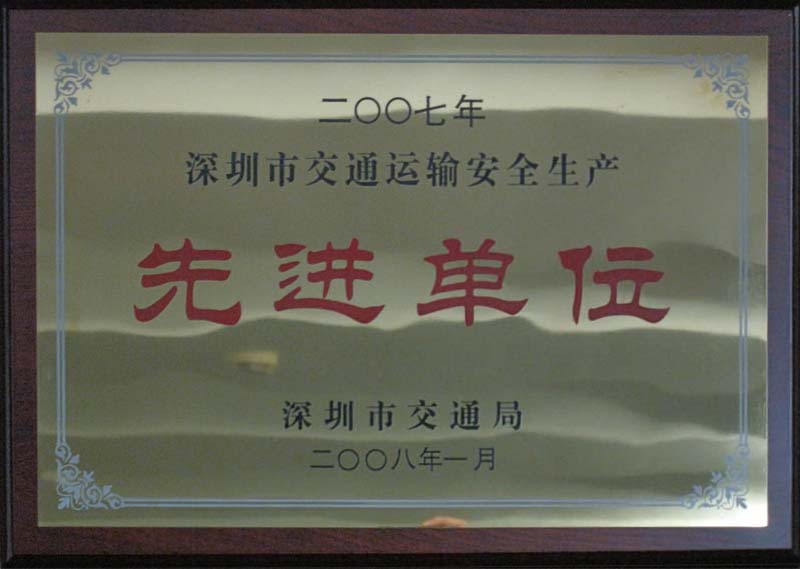 二〇〇七年
深圳市交通运输安全生产
先进单位
深圳市交通局
二〇〇八年一月